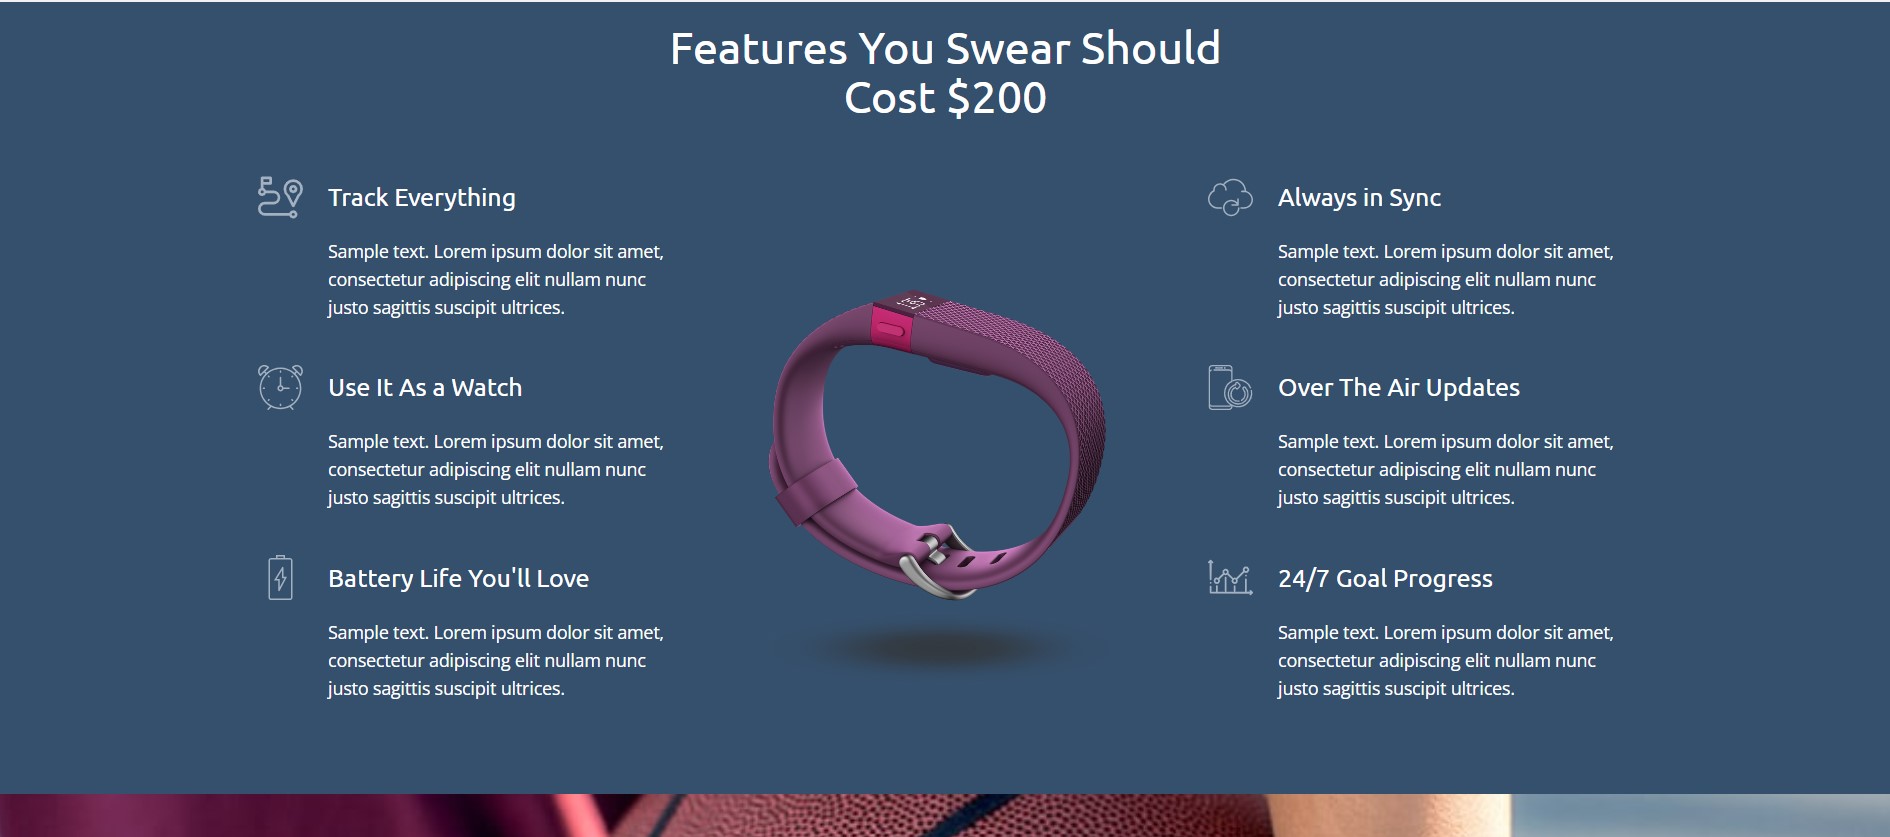 Features You Swear Should
Cost $200
Track Everything
Sample text. Lorem ipsum dolor sit amet,
consectetur adipiscing elit nullam nunc
justo sagittis suscipit ultrices.
Use It As a Watch
Sample text. Lorem ipsum dolor sit amet,
consectetur adipiscing elit nullam nunc
justo sagittis suscipit ultrices.
Battery Life You'll Love
Sample text. Lorem ipsum dolor sit amet,
consectetur adipiscing elit nullam nunc
justo sagittis suscipit ultrices.
Always in Sync
Sample text. Lorem ipsum dolor sit amet,
consectetur adipiscing elit nullam nunc
justo sagittis suscipit ultrices.
Over The Air Updates
Sample text. Lorem ipsum dolor sit amet,
consectetur adipiscing elit nullam nunc
justo sagittis suscipit ultrices.
24/7 Goal Progress
Sample text. Lorem ipsum dolor sit amet,
consectetur adipiscing elit nullam nunc
justo sagittis suscipit ultrices.